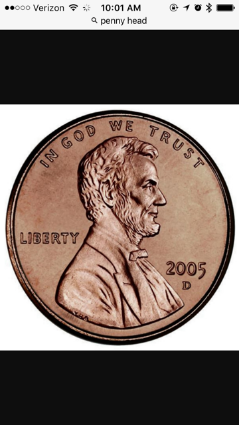 Verizon 10:01 AM
penny head
IN GOD WE TRUST
LIBERTY
2005
D